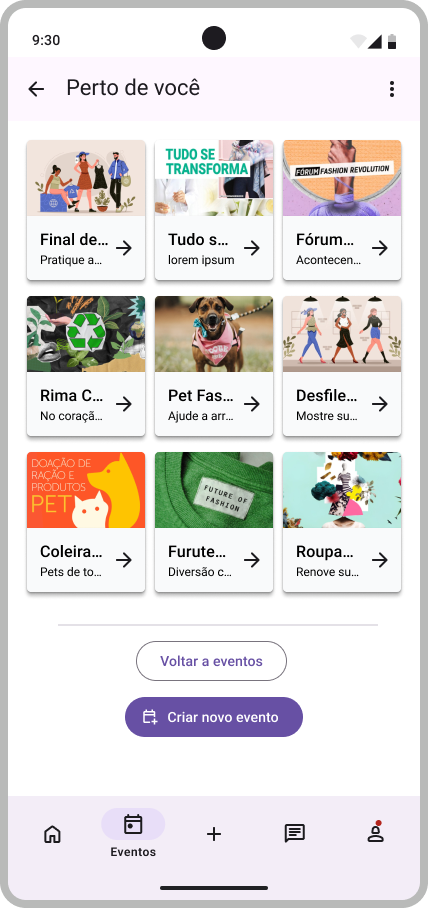 9:30
Perto de você
TUDO SE
TRANSFORMA
FÓRUM FASHION REVOLUTION
Final de...
Pratique a...
Tudo s...
lorem ipsum
Fórum...
Acontecen...
Rima C...
No coraçã...
Pet Fas...
Ajude a arr...
Desfile...
Mostre su...
DOAÇÃO DE
RAÇÃO E
PRODUTOS
PET
FUTURE OF
FASHION
Coleira...
Pets de to...
Furute...
Diversão c...
Roupa...
Renove su...
Voltar a eventos
Criar novo evento
Eventos